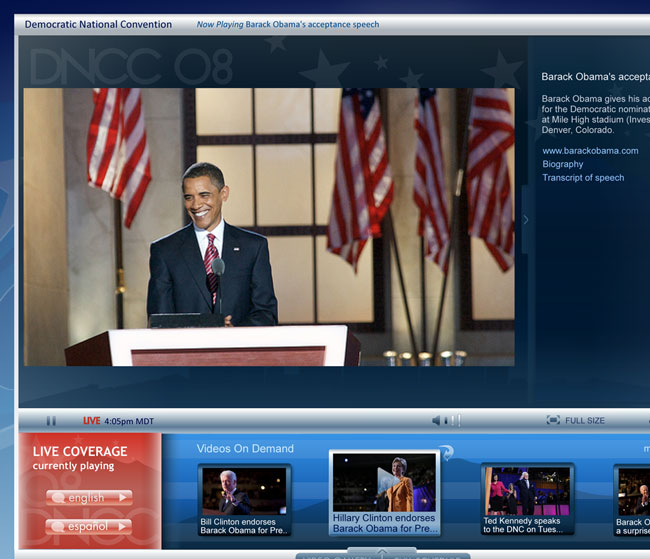 Democratic National Convention
Now Playing Barack Obama's acceptance speech
DNCC 08
Barack Obama's accepta
Barack Obama gives his ac
for the Democratic nominat
at Mile High stadium (Inves
Denver, Colorado.
www.barackobama.com
Biography
Transcript of speech
LIVE 4:05pm MDT
FULL SIZE
LIVE COVERAGE
currently playing
english
español
Videos On Demand
m
Bill Clinton endorses
Barack Obama for Pre...
Hillary Clinton endorses
Barack Obama for Pre...
Ted Kennedy speaks
to the DNC on Tues...
Barack O
a surprise